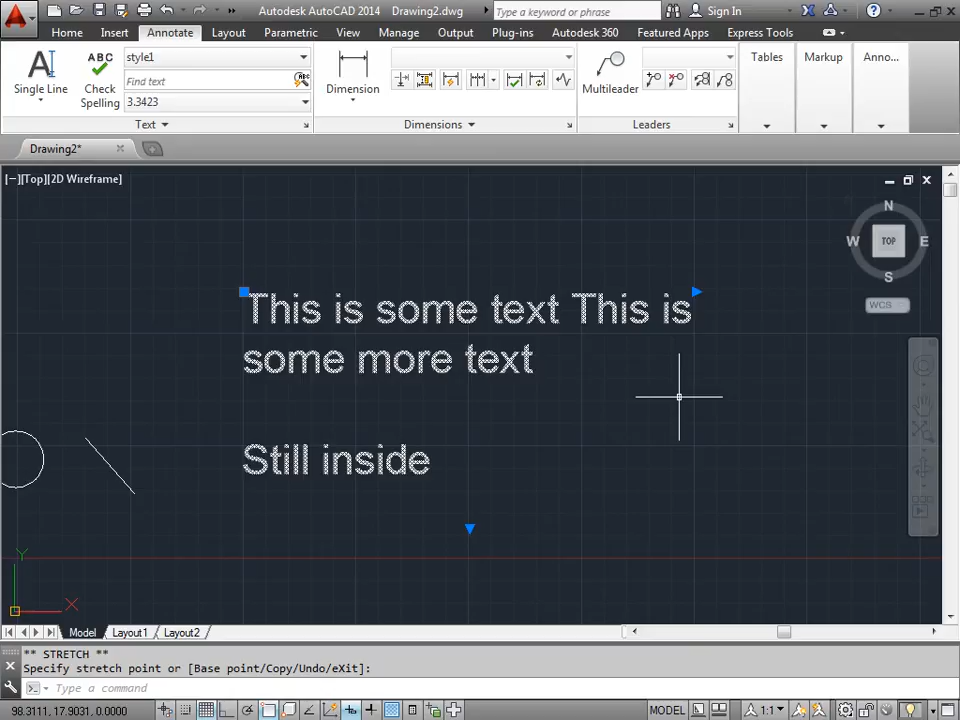 Autodesk AutoCAD 2014 Drawing2.dwg Type a keyword or phrase Sign In
Home Insert Annotate Layout Parametric View Manage Output Plug-ins Autodesk 360 Featured Apps Express Tools
A ABC style1
Find text ABC
Single Line Check Spelling Dimension Multileader Tables Markup Anno...
3.3423
Text Dimensions Leaders
Drawing2*
[−][Top][2D Wireframe]
N
W TOP E
S
WCS
This is some text This is
some more text
Still inside
Y
X
Model Layout1 Layout2
** STRETCH **
Specify stretch point or [Base point/Copy/Undo/eXit]:
Type a command
98.3111, 17.9031, 0.0000 MODEL 1:1